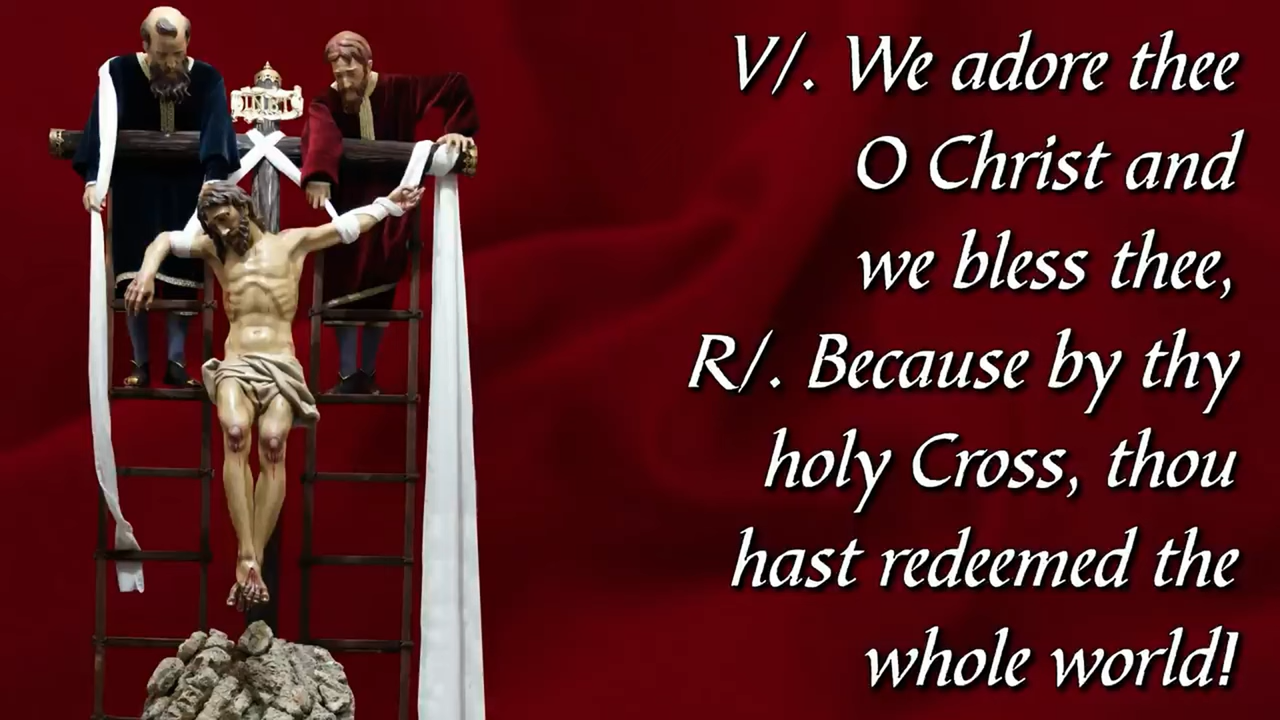 INRI
V/. We adore thee
O Christ and
we bless thee,
R/. Because by thy
holy Cross, thou
hast redeemed the
whole world!